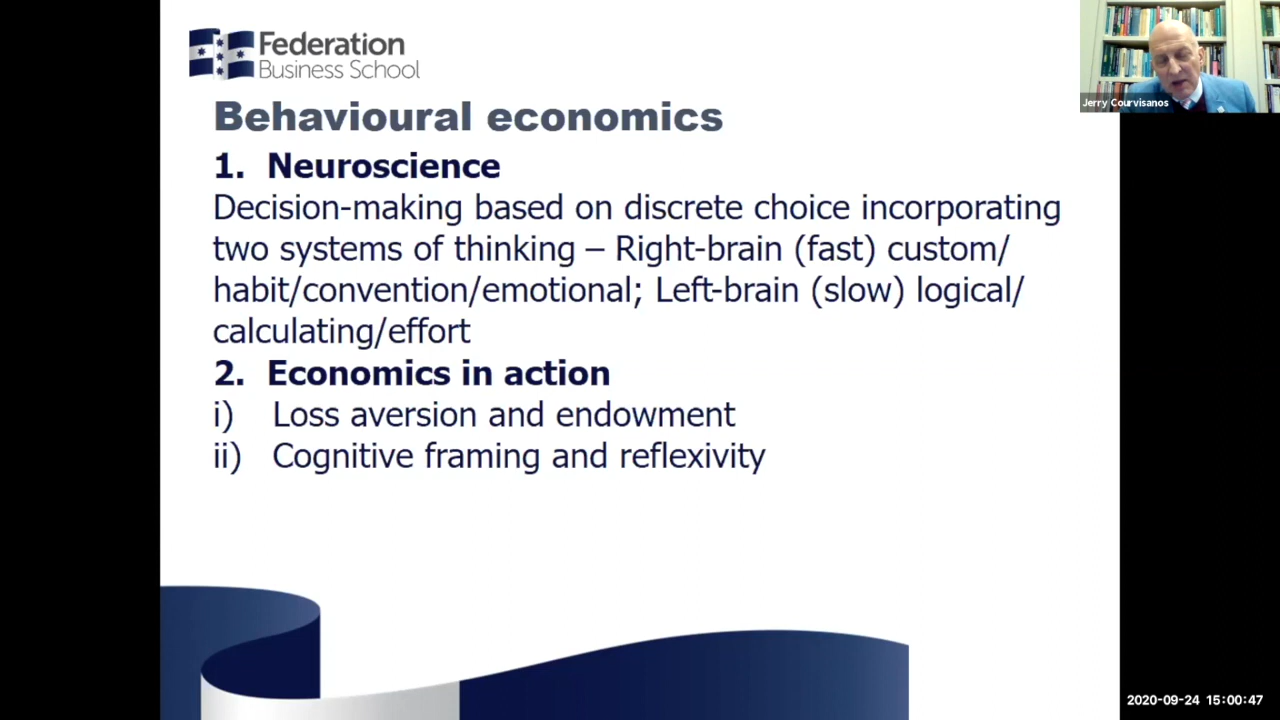 Federation
Business School
Jerry Courvisanos
Behavioural economics
1. Neuroscience
Decision-making based on discrete choice incorporating
two systems of thinking – Right-brain (fast) custom/
habit/convention/emotional; Left-brain (slow) logical/
calculating/effort
2. Economics in action
i) Loss aversion and endowment
ii) Cognitive framing and reflexivity
2020-09-24 15:00:47